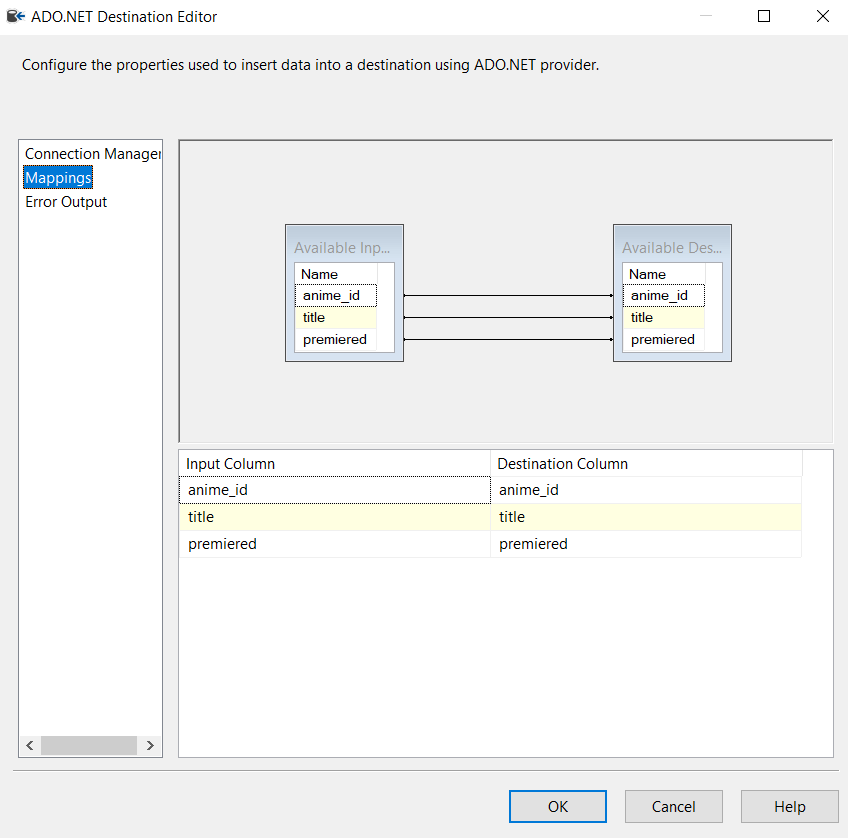 ADO.NET Destination Editor
Configure the properties used to insert data into a destination using ADO.NET provider.
Connection Manager
Mappings
Error Output
Available Inp...
Name
anime_id
title
premiered
Available Des...
Name
anime_id
title
premiered
Input Column Destination Column
anime_id anime_id
title title
premiered premiered
OK Cancel Help